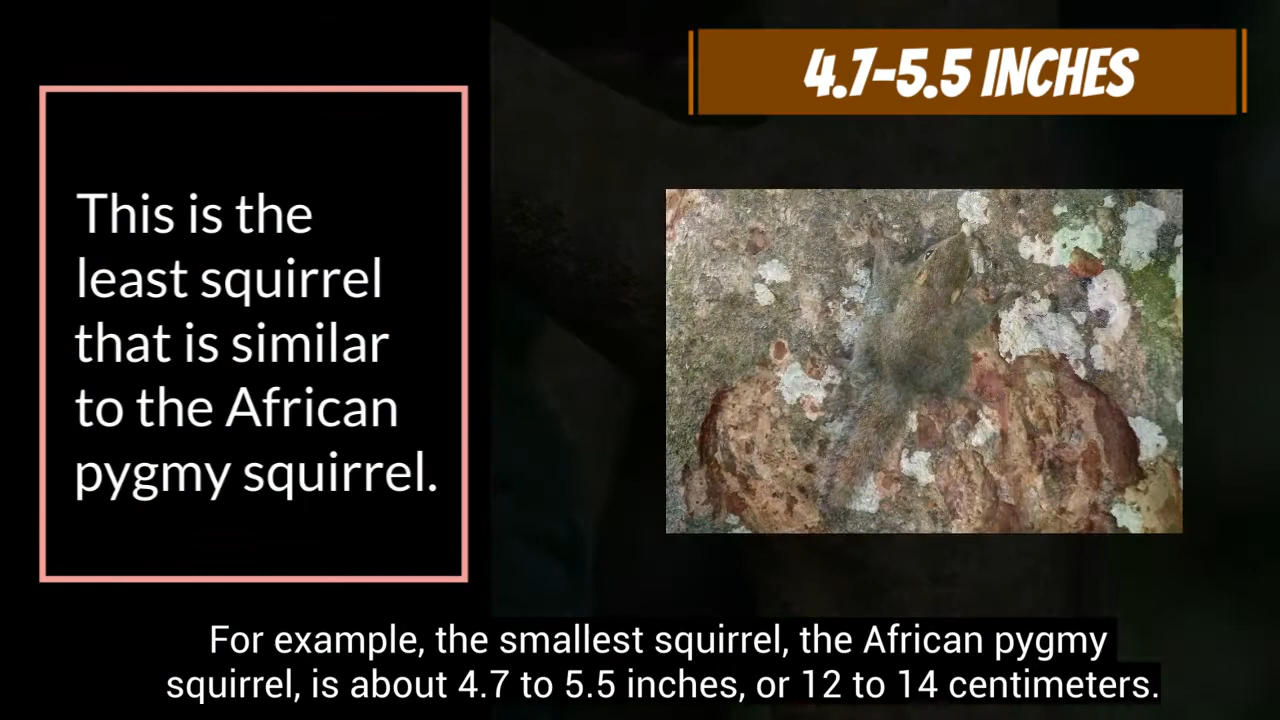 4.7-5.5 INCHES
This is the
least squirrel
that is similar
to the African
pygmy squirrel.
For example, the smallest squirrel, the African pygmy
squirrel, is about 4.7 to 5.5 inches, or 12 to 14 centimeters.